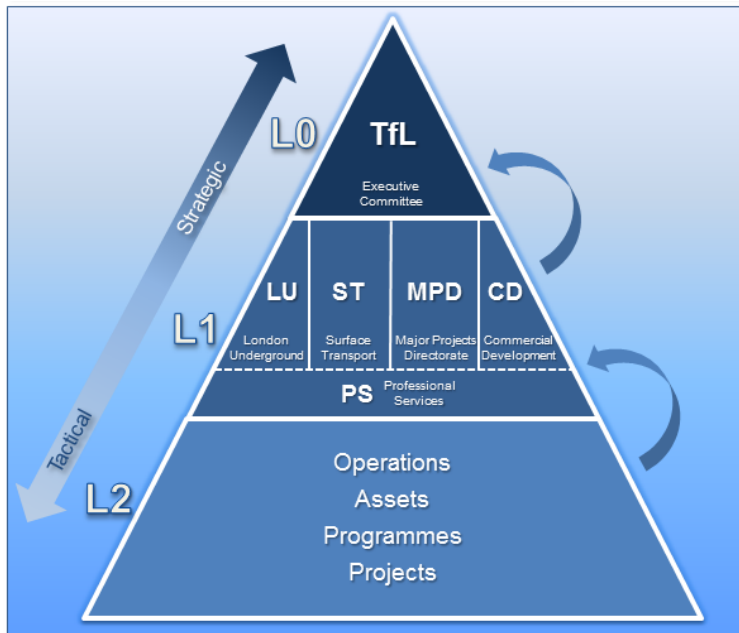 L0
TfL
Executive
Committee
Strategic
L1
LU
ST
MPD
CD
London
Underground
Surface
Transport
Major Projects
Directorate
Commercial
Development
PS
Professional
Services
Tactical
L2
Operations
Assets
Programmes
Projects